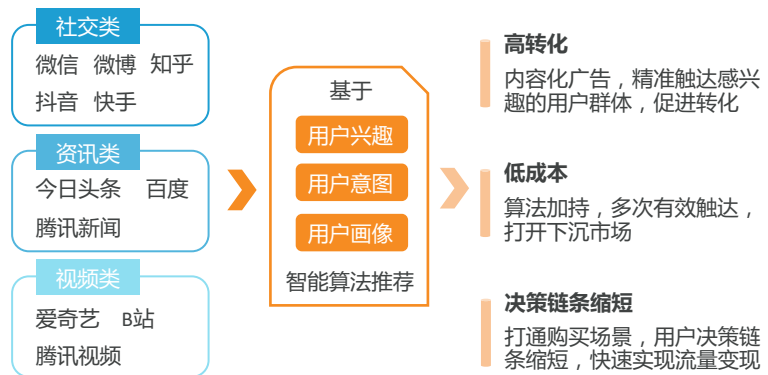 社交类
微信 微博 知乎
抖音 快手
资讯类
今日头条 百度
腾讯新闻
视频类
爱奇艺 B站
腾讯视频
基于
用户兴趣
用户意图
用户画像
智能算法推荐
高转化
内容化广告，精准触达感兴
趣的用户群体，促进转化
低成本
算法加持，多次有效触达，
打开下沉市场
决策链条缩短
打通购买场景，用户决策链
条缩短，快速实现流量变现